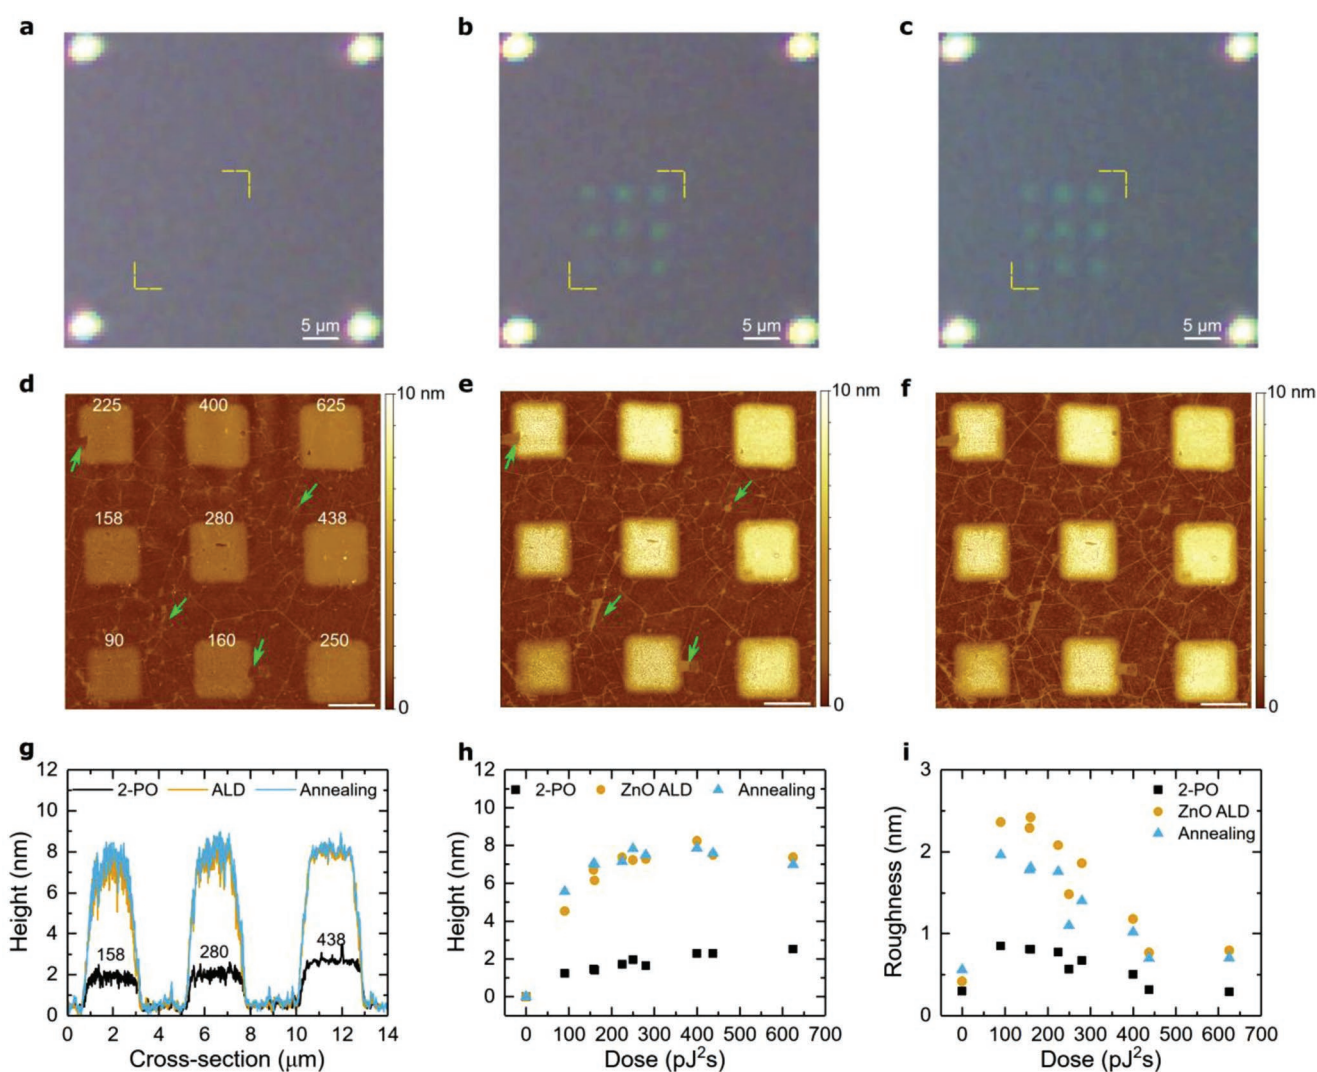 a
b
c
5 µm
5 µm
5 µm
d
e
f
225 400 625
158 280 438
90 160 250
10 nm
0
10 nm
0
10 nm
0
g
Height (nm)
12
10
8
6
4
2
0
2-PO ALD Annealing
158
280
438
0 2 4 6 8 10 12 14
Cross-section (μm)
h
Height (nm)
12
10
8
6
4
2
0
2-PO ZnO ALD Annealing
0 100 200 300 400 500 600 700
Dose (pJ²s)
i
Roughness (nm)
3
2
1
0
2-PO
ZnO ALD
Annealing
0 100 200 300 400 500 600 700
Dose (pJ²s)